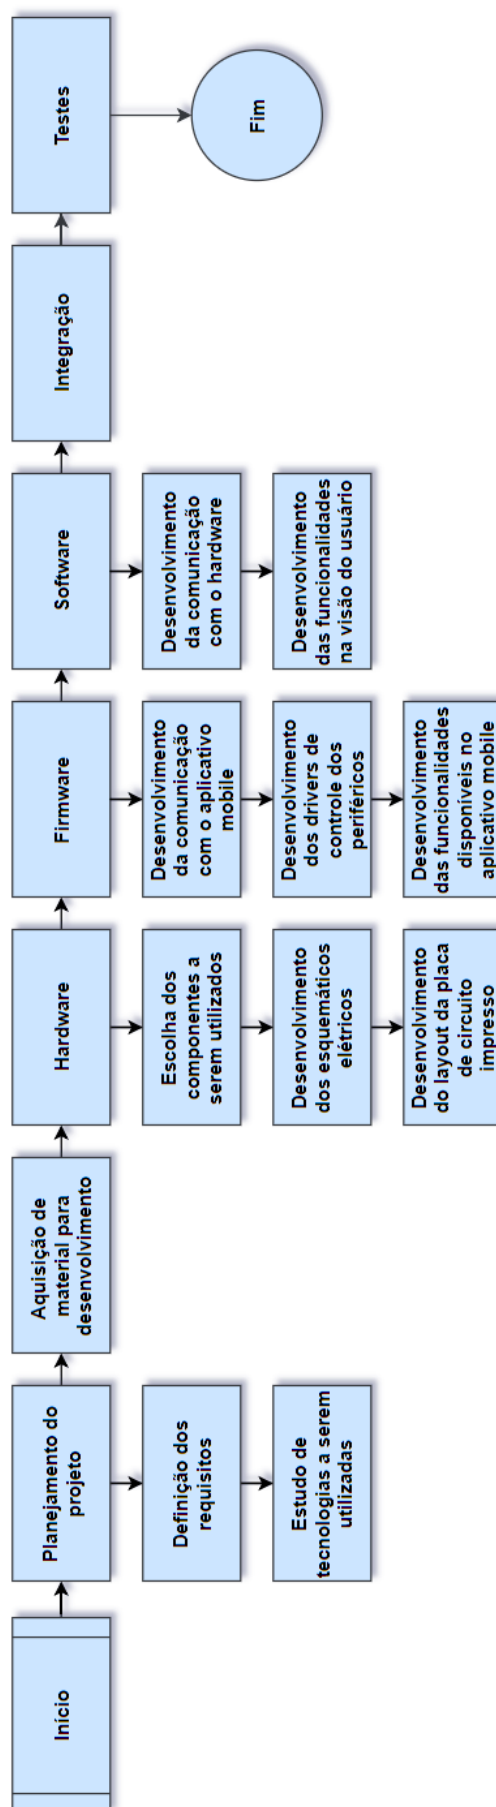 Início
Planejamento do
projeto
Definição dos
requisitos
Estudo de
tecnologias a serem
utilizadas
Aquisição de
material para
desenvolvimento
Hardware
Escolha dos
componentes a
serem utilizados
Desenvolvimento
dos esquemáticos
elétricos
Desenvolvimento
do layout da placa
de circuito
impresso
Firmware
Desenvolvimento
da comunicação
com o aplicativo
mobile
Desenvolvimento
dos drivers de
controle dos
periféricos
Desenvolvimento
das funcionalidades
disponíveis no
aplicativo mobile
Software
Desenvolvimento
da comunicação
com o hardware
Desenvolvimento
das funcionalidades
na visão do usuário
Integração
Testes
Fim